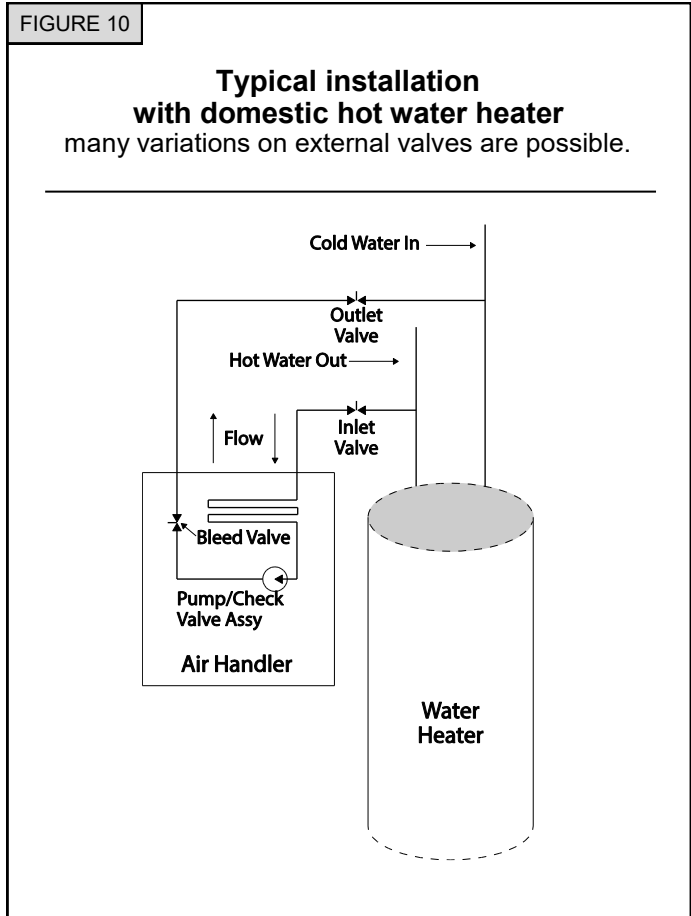 FIGURE 10
Typical installation
with domestic hot water heater
many variations on external valves are possible.
Cold Water In
Outlet
Valve
Hot Water Out
Inlet
Valve
Flow
Bleed Valve
Pump/Check
Valve Assy
Air Handler
Water
Heater